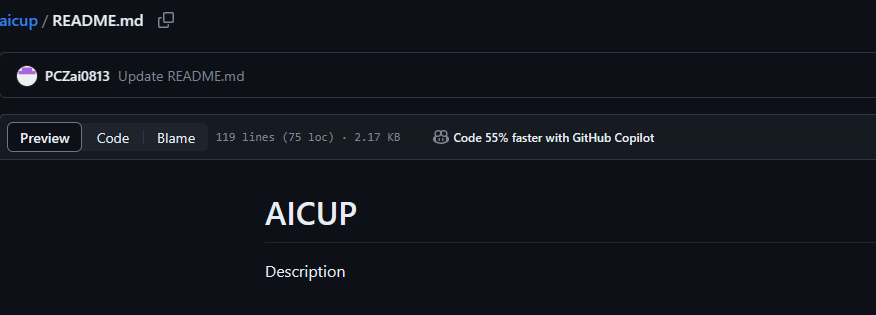 aicup / README.md
PCZai0813 Update README.md
Preview Code Blame 119 lines (75 loc) · 2.17 KB Code 55% faster with GitHub Copilot
AICUP
Description